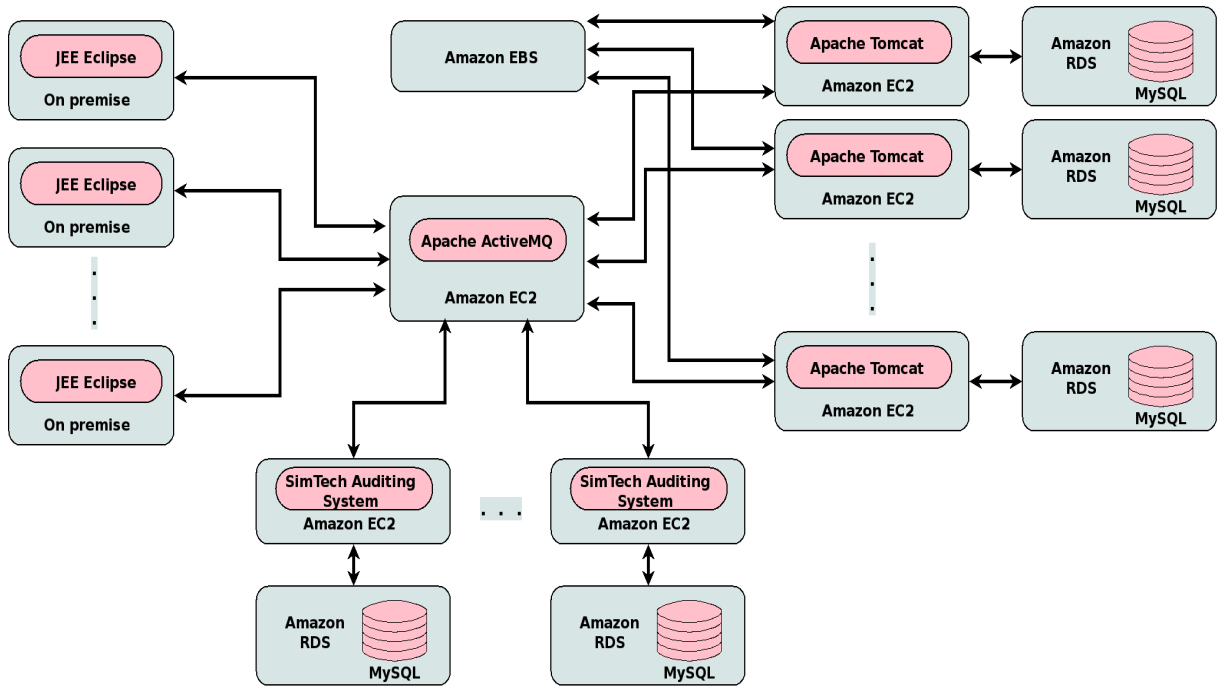 JEE Eclipse
On premise
JEE Eclipse
On premise
.
.
.
JEE Eclipse
On premise
Amazon EBS
Apache ActiveMQ
Amazon EC2
Apache Tomcat
Amazon EC2
Amazon
RDS
MySQL
Apache Tomcat
Amazon EC2
Amazon
RDS
MySQL
.
.
.
Apache Tomcat
Amazon EC2
Amazon
RDS
MySQL
SimTech Auditing
System
Amazon EC2
. . .
SimTech Auditing
System
Amazon EC2
Amazon
RDS
MySQL
Amazon
RDS
MySQL